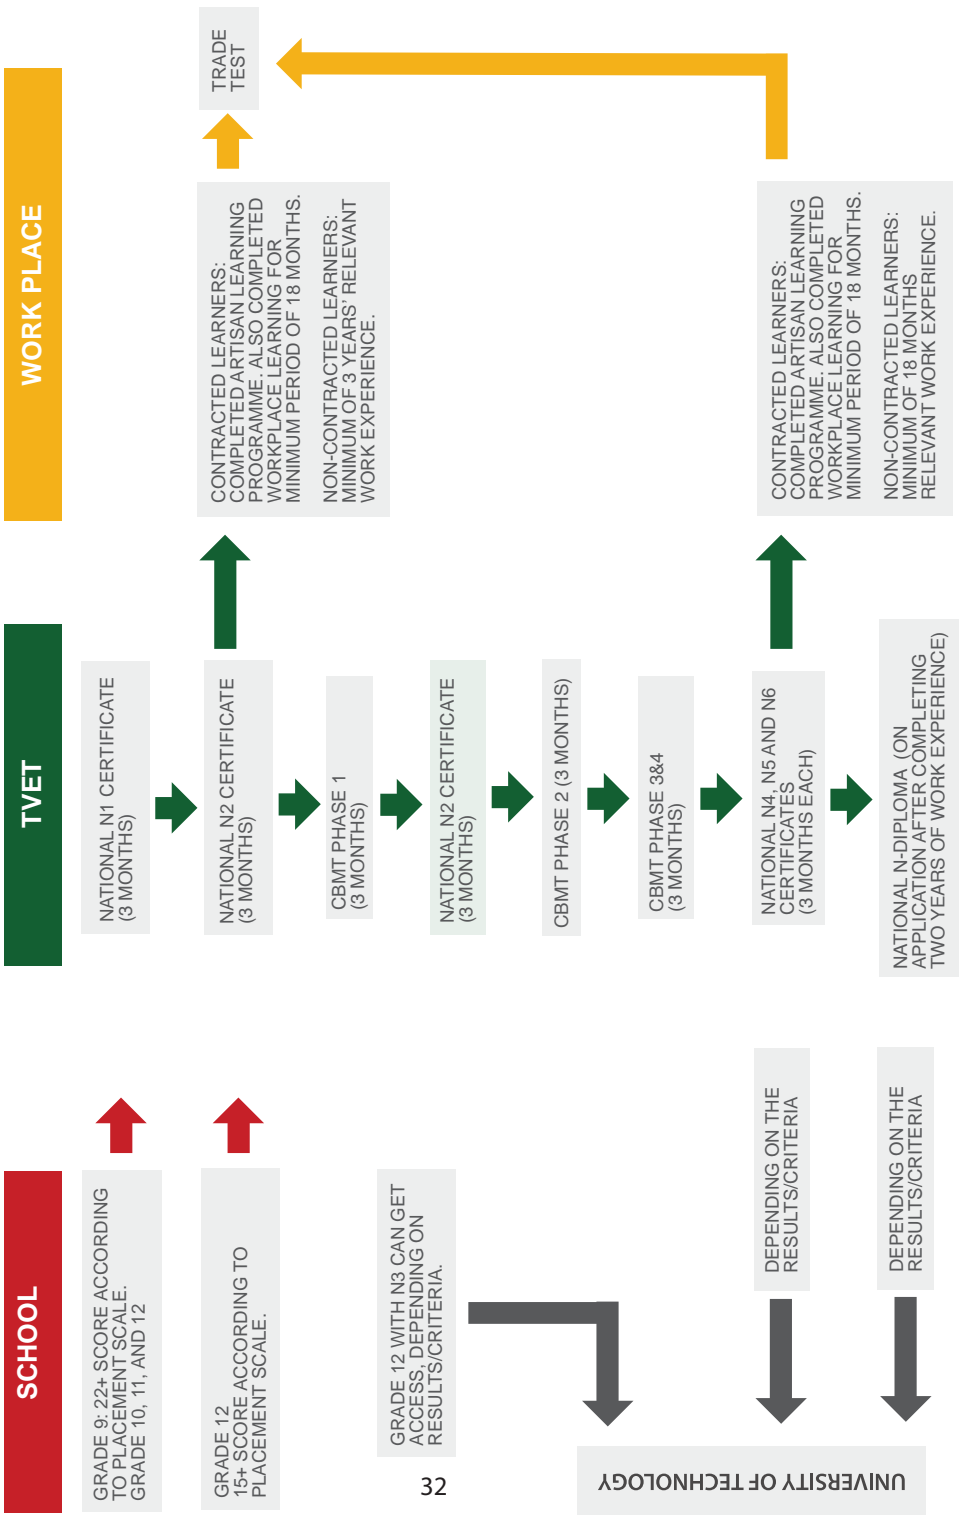 SCHOOL
GRADE 9: 22+ SCORE ACCORDING
TO PLACEMENT SCALE.
GRADE 10, 11, AND 12
GRADE 12
15+ SCORE ACCORDING TO
PLACEMENT SCALE.
GRADE 12 WITH N3 CAN GET
ACCESS, DEPENDING ON
RESULTS/CRITERIA.
UNIVERSITY OF TECHNOLOGY
DEPENDING ON THE
RESULTS/CRITERIA
DEPENDING ON THE
RESULTS/CRITERIA
TVET
NATIONAL N1 CERTIFICATE
(3 MONTHS)
NATIONAL N2 CERTIFICATE
(3 MONTHS)
CBMT PHASE 1
(3 MONTHS)
NATIONAL N2 CERTIFICATE
(3 MONTHS)
CBMT PHASE 2 (3 MONTHS)
CBMT PHASE 3&4
(3 MONTHS)
NATIONAL N4, N5 AND N6
CERTIFICATES
(3 MONTHS EACH)
NATIONAL N-DIPLOMA (ON
APPLICATION AFTER COMPLETING
TWO YEARS OF WORK EXPERIENCE)
WORK PLACE
TRADE
TEST
CONTRACTED LEARNERS:
COMPLETED ARTISAN LEARNING
PROGRAMME. ALSO COMPLETED
WORKPLACE LEARNING FOR
MINIMUM PERIOD OF 18 MONTHS.
NON-CONTRACTED LEARNERS:
MINIMUM OF 3 YEARS' RELEVANT
WORK EXPERIENCE.
CONTRACTED LEARNERS:
COMPLETED ARTISAN LEARNING
PROGRAMME. ALSO COMPLETED
WORKPLACE LEARNING FOR
MINIMUM PERIOD OF 18 MONTHS.
NON-CONTRACTED LEARNERS:
MINIMUM OF 18 MONTHS
RELEVANT WORK EXPERIENCE.
32